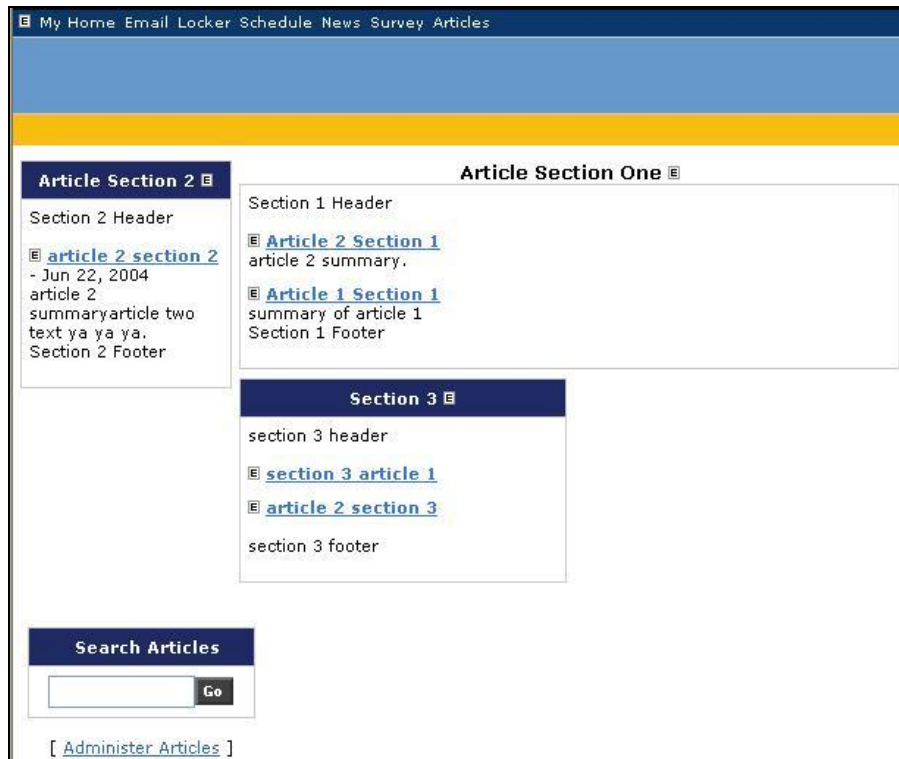 E My Home Email Locker Schedule News Survey Articles
Article Section 2 E
Section 2 Header
E article 2 section 2
- Jun 22, 2004
article 2
summaryarticle two
text ya ya ya.
Section 2 Footer
Article Section One E
Section 1 Header
E Article 2 Section 1
article 2 summary.
E Article 1 Section 1
summary of article 1
Section 1 Footer
Section 3 E
section 3 header
E section 3 article 1
E article 2 section 3
section 3 footer
Search Articles
Go
[ Administer Articles ]